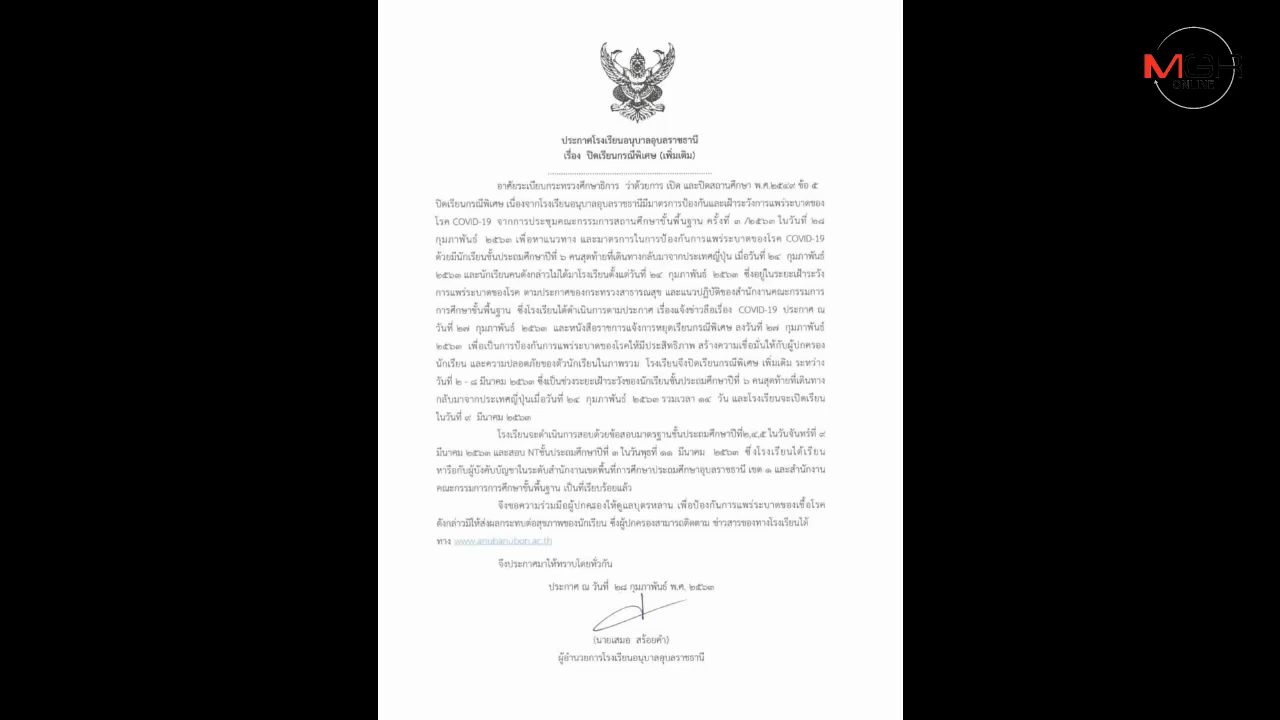 MGR
ONLINE
ประกาศโรงเรียนอนุบาลอุบลราชธานี
เรื่อง ปิดเรียนกรณีพิเศษ (เพิ่มเติม)
อาศัยระเบียบกระทรวงศึกษาธิการ ว่าด้วยการ เปิด และปิดสถานศึกษา พ.ศ.๒๕๔๙ ข้อ ๕
ปิดเรียนกรณีพิเศษ เนื่องจากโรงเรียนอนุบาลอุบลราชธานีมีมาตรการป้องกันและเฝ้าระวังการแพร่ระบาดของ
โรค COVID-19 จากการประชุมคณะกรรมการสถานศึกษาขั้นพื้นฐาน ครั้งที่ ๓ /๒๕๖๓ ในวันที่ ๒๘
กุมภาพันธ์ ๒๕๖๓ เพื่อหาแนวทาง และมาตรการในการป้องกันการแพร่ระบาดของโรค COVID-19
ด้วยมีนักเรียนชั้นประถมศึกษาปีที่ ๖ คนสุดท้ายที่เดินทางกลับมาจากประเทศญี่ปุ่น เมื่อวันที่ ๒๔ กุมภาพันธ์
๒๕๖๓ และนักเรียนคนดังกล่าวไม่ได้มาโรงเรียนตั้งแต่วันที่ ๒๔ กุมภาพันธ์ ๒๕๖๓ ซึ่งอยู่ในระยะเฝ้าระวัง
การแพร่ระบาดของโรค ตามประกาศของกระทรวงสาธารณสุข และแนวปฏิบัติของสำนักงานคณะกรรมการ
การศึกษาขั้นพื้นฐาน ซึ่งโรงเรียนได้ดำเนินการตามประกาศ เรื่องแจ้งข่าวลือเรื่อง COVID-19 ประกาศ ณ
วันที่ ๒๗ กุมภาพันธ์ ๒๕๖๓ และหนังสือราชการแจ้งการหยุดเรียนกรณีพิเศษ ลงวันที่ ๒๗ กุมภาพันธ์
๒๕๖๓ เพื่อเป็นการป้องกันการแพร่ระบาดของโรคให้มีประสิทธิภาพ สร้างความเชื่อมั่นให้กับผู้ปกครอง
นักเรียน และความปลอดภัยของตัวนักเรียนในภาพรวม โรงเรียนจึงปิดเรียนกรณีพิเศษ เพิ่มเติม ระหว่าง
วันที่ ๒ - ๘ มีนาคม ๒๕๖๓ ซึ่งเป็นช่วงระยะเฝ้าระวังของนักเรียนชั้นประถมศึกษาปีที่ ๖ คนสุดท้ายที่เดินทาง
กลับมาจากประเทศญี่ปุ่นเมื่อวันที่ ๒๔ กุมภาพันธ์ ๒๕๖๓ รวมเวลา ๑๔ วัน และโรงเรียนจะเปิดเรียน
ในวันที่ ๙ มีนาคม ๒๕๖๓
โรงเรียนจะดำเนินการสอบด้วยข้อสอบมาตรฐานชั้นประถมศึกษาปีที่๒,๔,๕ ในวันจันทร์ที่ ๙
มีนาคม ๒๕๖๓ และสอบ NTชั้นประถมศึกษาปีที่ ๓ ในวันพุธที่ ๑๑ มีนาคม ๒๕๖๓ ซึ่งโรงเรียนได้เรียน
หารือกับผู้บังคับบัญชาในระดับสำนักงานเขตพื้นที่การศึกษาประถมศึกษาอุบลราชธานี เขต ๑ และสำนักงาน
คณะกรรมการการศึกษาขั้นพื้นฐาน เป็นที่เรียบร้อยแล้ว
จึงขอความร่วมมือผู้ปกครองให้ดูแลบุตรหลาน เพื่อป้องกันการแพร่ระบาดของเชื้อโรค
ดังกล่าวมิให้ส่งผลกระทบต่อสุขภาพของนักเรียน ซึ่งผู้ปกครองสามารถติดตาม ข่าวสารของทางโรงเรียนได้
ทาง www.anubanubon.ac.th
จึงประกาศมาให้ทราบโดยทั่วกัน
ประกาศ ณ วันที่ ๒๘ กุมภาพันธ์ พ.ศ. ๒๕๖๓
(นายเสมอ สร้อยคำ)
ผู้อำนวยการโรงเรียนอนุบาลอุบลราชธานี